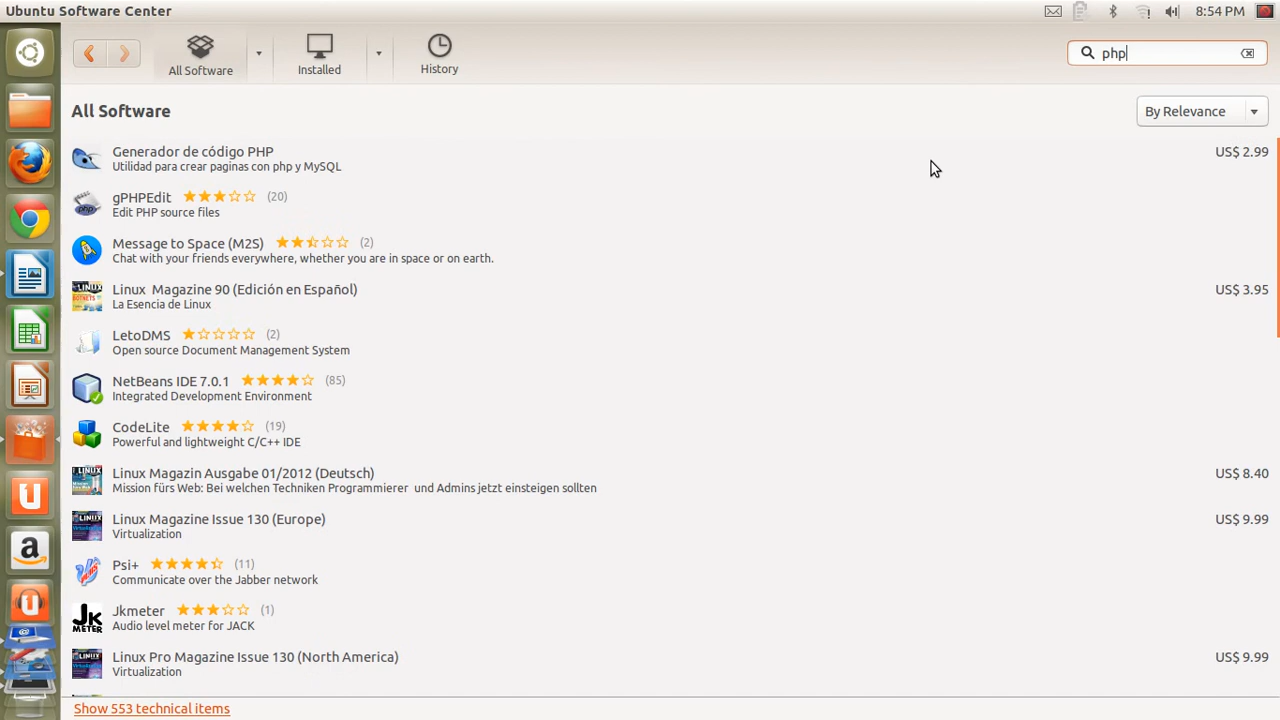 Ubuntu Software Center
8:54 PM
All Software
Installed
History
php
All Software
By Relevance
Generador de código PHP
US$ 2.99
Utilidad para crear paginas con php y MySQL
gPHPEdit (20)
Edit PHP source files
Message to Space (M2S) (2)
Chat with your friends everywhere, whether you are in space or on earth.
Linux Magazine 90 (Edición en Español)
US$ 3.95
La Esencia de Linux
LetoDMS (2)
Open source Document Management System
NetBeans IDE 7.0.1 (85)
Integrated Development Environment
CodeLite (19)
Powerful and lightweight C/C++ IDE
Linux Magazin Ausgabe 01/2012 (Deutsch)
US$ 8.40
Mission fürs Web: Bei welchen Techniken Programmierer und Admins jetzt einsteigen sollten
Linux Magazine Issue 130 (Europe)
US$ 9.99
Virtualization
Psi+ (11)
Communicate over the Jabber network
Jkmeter (1)
Audio level meter for JACK
Linux Pro Magazine Issue 130 (North America)
US$ 9.99
Virtualization
Show 553 technical items